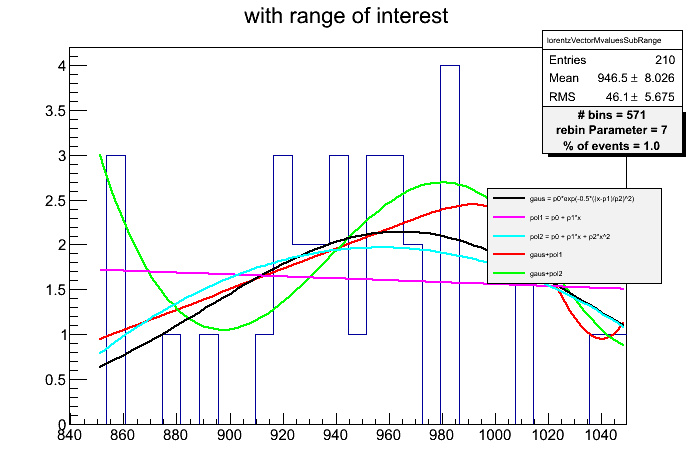 with range of interest
lorentzVectorMvaluesSubRange
Entries 210
Mean 946.5 ± 8.026
RMS 46.1 ± 5.675
# bins = 571
rebin Parameter = 7
% of events = 1.0
gaus = p0*exp(-0.5*((x-p1)/p2)^2)
pol1 = p0 + p1*x
pol2 = p0 + p1*x + p2*x^2
gaus+pol1
gaus+pol2
4
3.5
3
2.5
2
1.5
1
0.5
0
840 860 880 900 920 940 960 980 1000 1020 1040